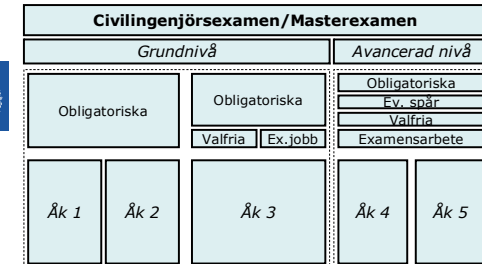 Civilingenjörsexamen/Masterexamen
Grundnivå
Avancerad nivå
Obligatoriska
Obligatoriska
Valfria
Ex.jobb
Obligatoriska
Ev. spår
Valfria
Examensarbete
Åk 1
Åk 2
Åk 3
Åk 4
Åk 5